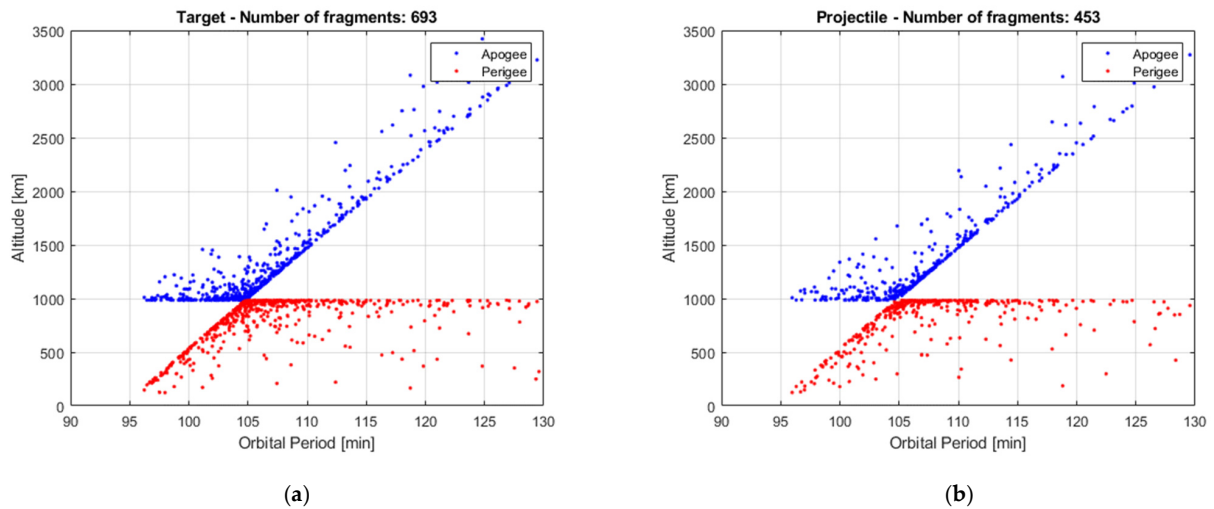 Target - Number of fragments: 693
3500
3000
2500
2000
1500
1000
500
0
Altitude [km]
90 95 100 105 110 115 120 125 130
Orbital Period [min]
Apogee
Perigee
(a)
Projectile - Number of fragments: 453
3500
3000
2500
2000
1500
1000
500
0
Altitude [km]
90 95 100 105 110 115 120 125 130
Orbital Period [min]
Apogee
Perigee
(b)